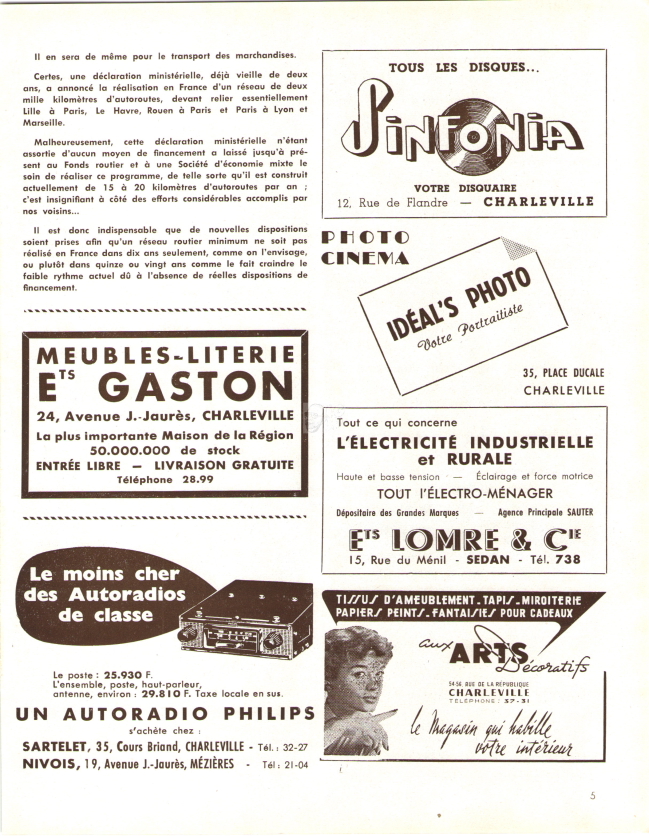 Il en sera de même pour le transport des marchandises.
Certes, une déclaration ministérielle, déjà vieille de deux
ans, a annoncé la réalisation en France d'un réseau de deux
mille kilomètres d'autoroutes, devant relier essentiellement
Lille à Paris, Le Havre, Rouen à Paris et Paris à Lyon et
Marseille.
Malheureusement, cette déclaration ministérielle n'étant
assortie d'aucun moyen de financement a laissé jusqu'à pré-
sent au Fonds routier et à une Société d'économie mixte le
soin de réaliser ce programme, de telle sorte qu'il est construit
actuellement de 15 à 20 kilomètres d'autoroutes par an ;
c'est insignifiant à côté des efforts considérables accomplis par
nos voisins...
Il est donc indispensable que de nouvelles dispositions
soient prises afin qu'un réseau routier minimum ne soit pas
réalisé en France dans dix ans seulement, comme on l'envisage,
ou plutôt dans quinze ou vingt ans comme le fait craindre le
faible rythme actuel dû à l'absence de réelles dispositions de
financement.
MEUBLES-LITERIE
ETS GASTON
24, Avenue J.-Jaurès, CHARLEVILLE
La plus importante Maison de la Région
50.000.000 de stock
ENTRÉE LIBRE — LIVRAISON GRATUITE
Téléphone 28.99
Le moins cher
des Autoradios
de classe
Le poste : 25.930 F.
L'ensemble, poste, haut-parleur,
antenne, environ : 29.810 F. Taxe locale en sus.
UN AUTORADIO PHILIPS
s'achète chez :
SARTELET, 35, Cours Briand, CHARLEVILLE - Tél. : 32-27
NIVOIS, 19, Avenue J.-Jaurès, MÉZIÈRES - Tél : 21-04
TOUS LES DISQUES...
SINFONIA
VOTRE DISQUAIRE
12, Rue de Flandre — CHARLEVILLE
PHOTO
CINEMA
IDÉAL'S PHOTO
Votre Portraitiste
35, PLACE DUCALE
CHARLEVILLE
Tout ce qui concerne
L'ÉLECTRICITÉ INDUSTRIELLE
et RURALE
Haute et basse tension — Éclairage et force motrice
TOUT l'ÉLECTRO-MÉNAGER
Dépositaire des Grandes Marques — Agence Principale SAUTER
ETS LOMRE & CIE
15, Rue du Ménil - SEDAN - Tél. 738
TISSUS D'AMEUBLEMENT - TAPIS - MIROITERIE
PAPIERS PEINTS - FANTAISIES POUR CADEAUX
aux ARTS
Décoratifs
54-56 RUE DE LA RÉPUBLIQUE
CHARLEVILLE
TÉLÉPHONE : 57-31
le Magasin qui habille
votre intérieur
5